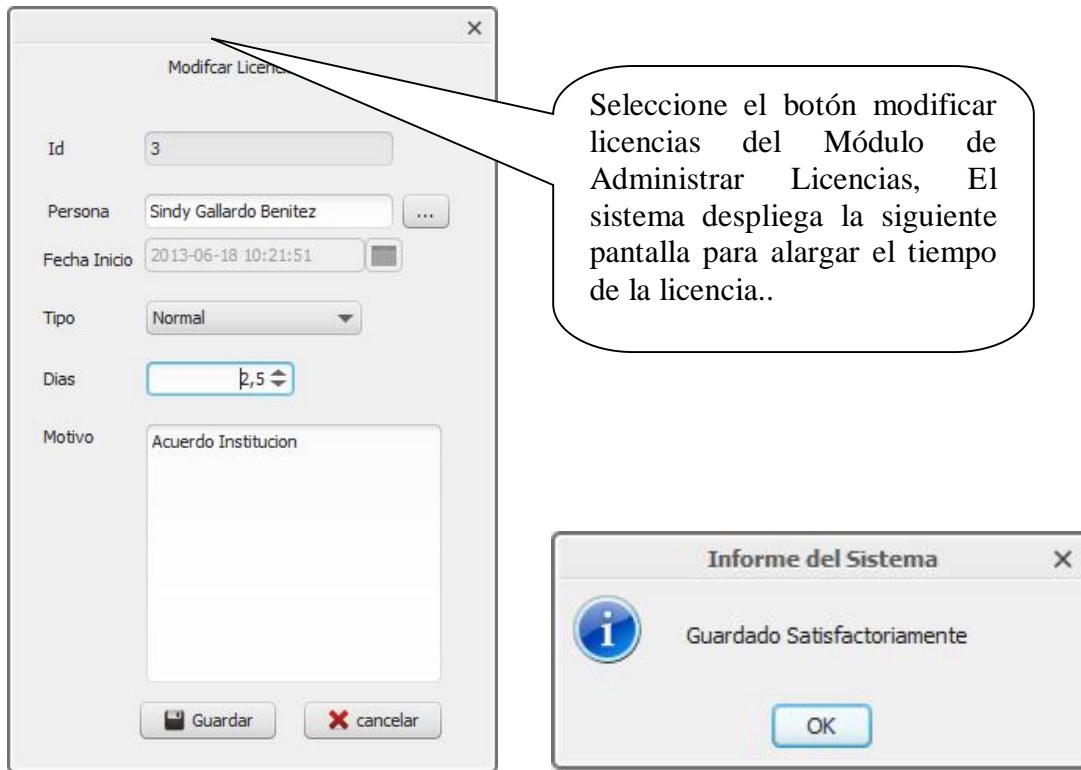 Modifcar Licenci
Id
3
Persona
Sindy Gallardo Benitez
...
Fecha Inicio
2013-06-18 10:21:51
Tipo
Normal
Dias
2,5
Motivo
Acuerdo Institucion
Guardar
cancelar
Seleccione el botón modificar
licencias del Módulo de
Administrar Licencias, El
sistema despliega la siguiente
pantalla para alargar el tiempo
de la licencia..
Informe del Sistema
Guardado Satisfactoriamente
OK